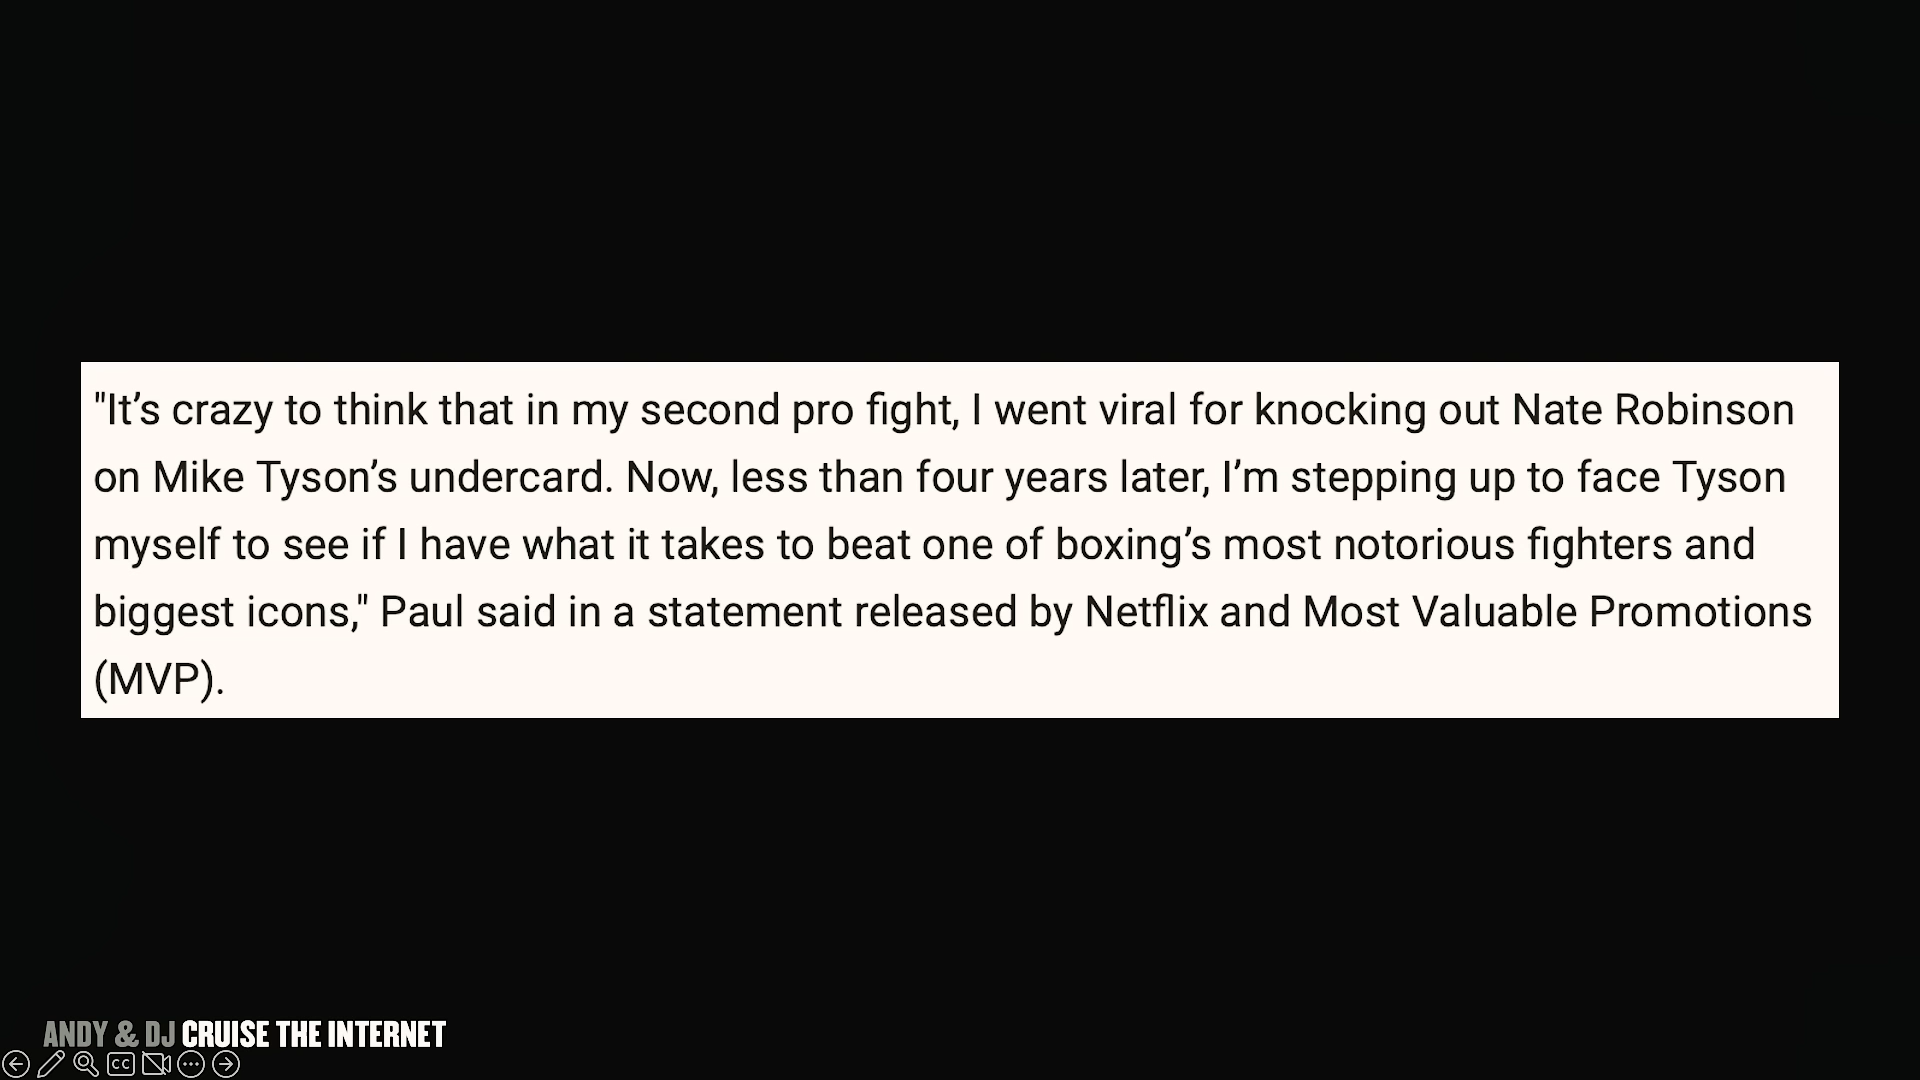 "It’s crazy to think that in my second pro fight, I went viral for knocking out Nate Robinson
on Mike Tyson’s undercard. Now, less than four years later, I’m stepping up to face Tyson
myself to see if I have what it takes to beat one of boxing’s most notorious fighters and
biggest icons," Paul said in a statement released by Netflix and Most Valuable Promotions
(MVP).
ANDY & DJ CRUISE THE INTERNET
CC